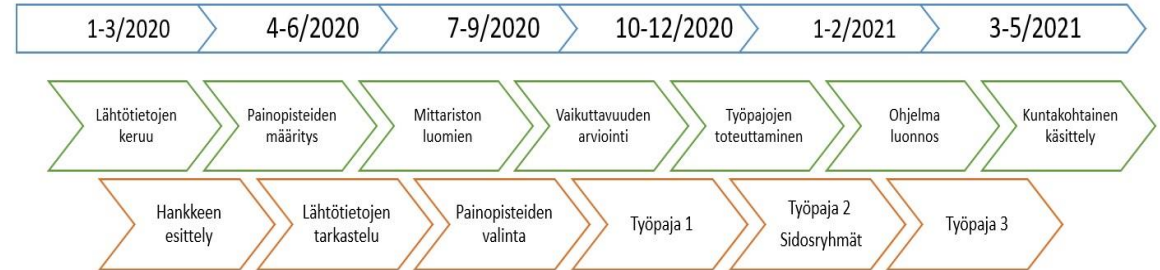 1-3/2020
4-6/2020
7-9/2020
10-12/2020
1-2/2021
3-5/2021
Lähtötietojen
keruu
Painopisteiden
määritys
Mittariston
luomien
Vaikuttavuuden
arviointi
Työpajojen
toteuttaminen
Ohjelma
luonnos
Kuntakohtainen
käsittely
Hankkeen
esittely
Lähtötietojen
tarkastelu
Painopisteiden
valinta
Työpaja 1
Työpaja 2
Sidosryhmät
Työpaja 3